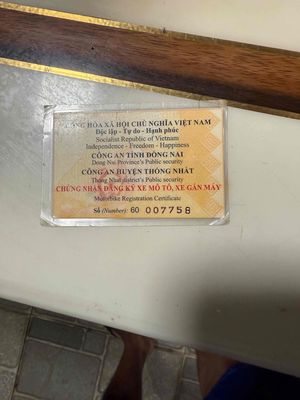 CỘNG HÒA XÃ HỘI CHỦ NGHĨA VIỆT NAM
Độc lập - Tự do - Hạnh phúc
Socialist Republic of Vietnam
Independence - Freedom - Happiness
CÔNG AN TỈNH ĐỒNG NAI
Dong Nai Province's Public security
CÔNG AN HUYỆN THỐNG NHẤT
Thong Nhat district's Public security
CHỨNG NHẬN ĐĂNG KÝ XE MÔ TÔ, XE GẮN MÁY
Motorbike Registration Certificate
Số (Number): 60 007758